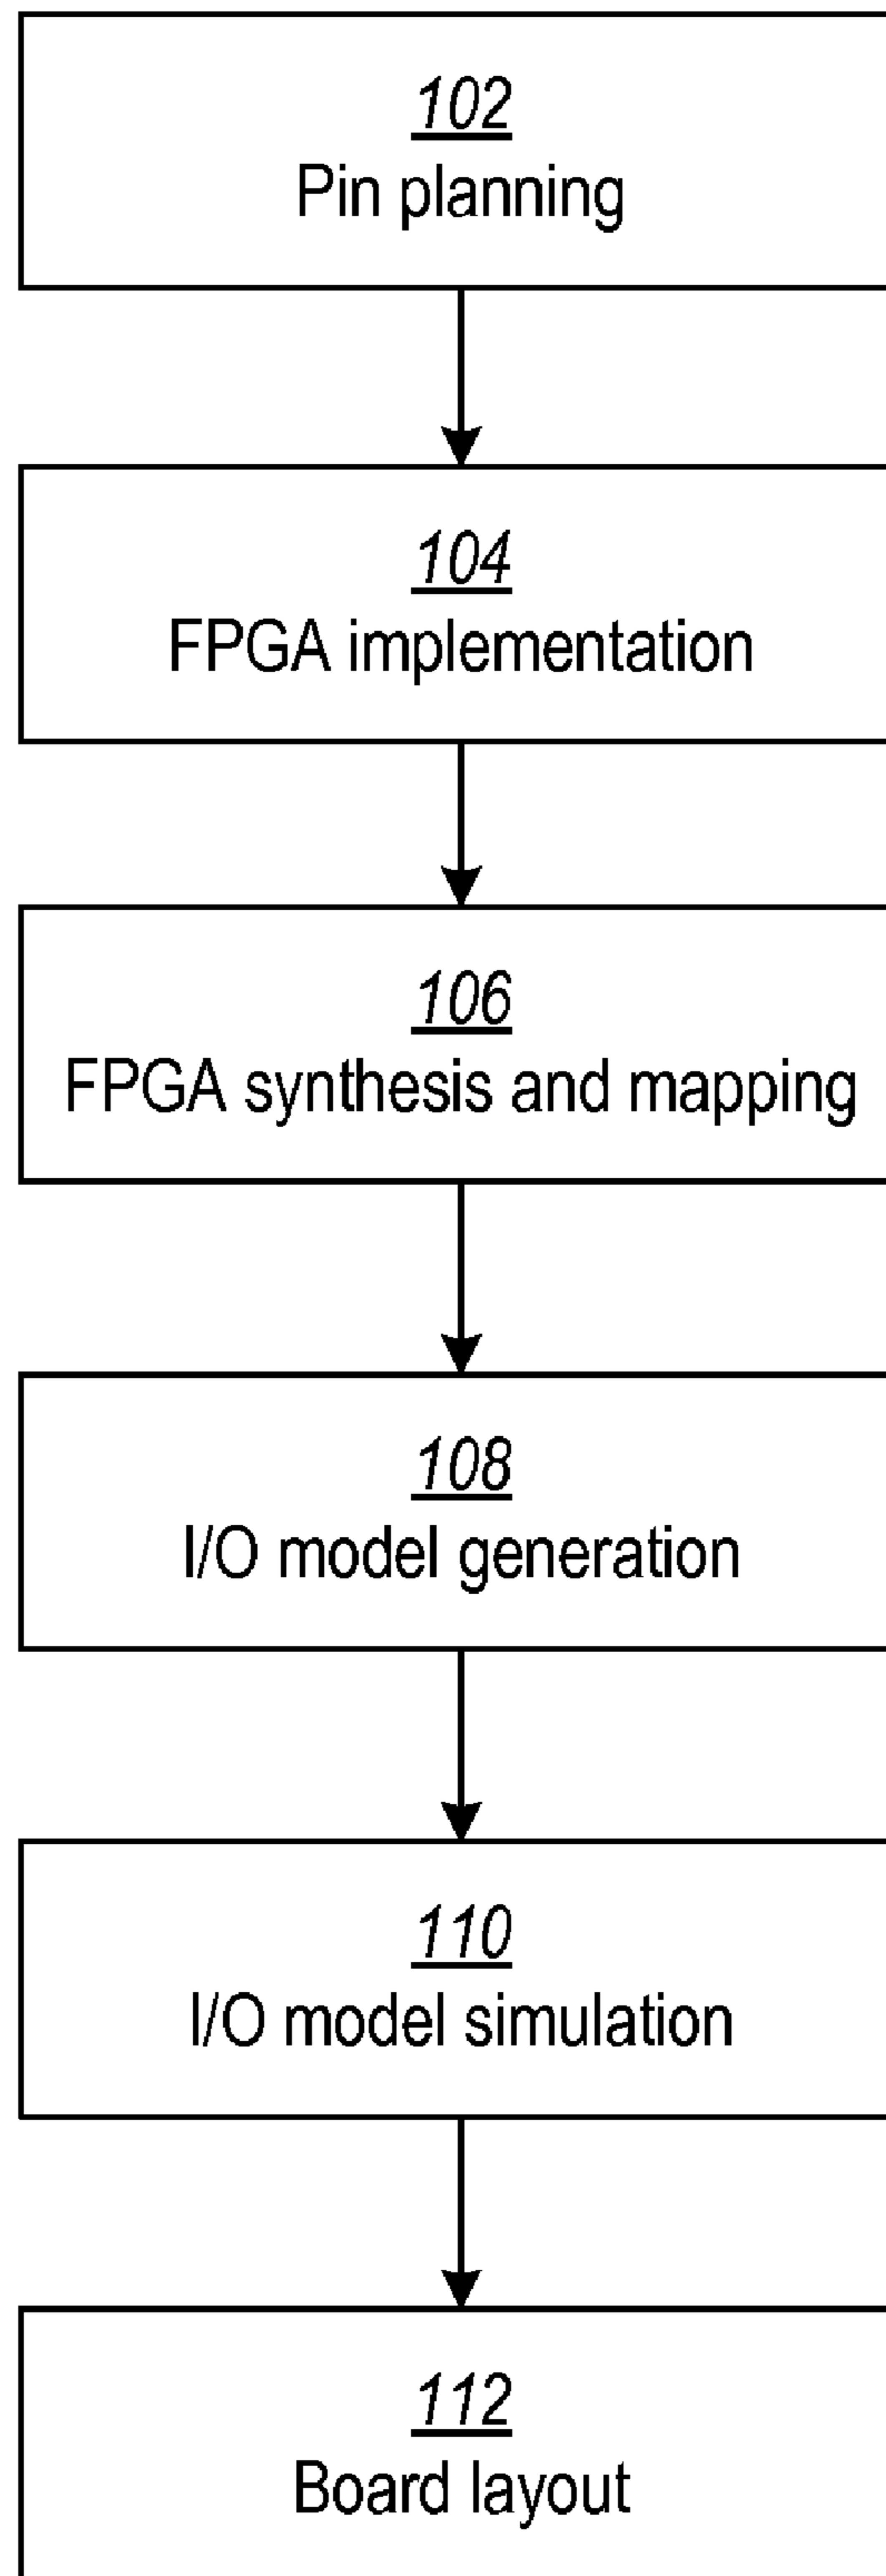 102
Pin planning
104
FPGA implementation
106
FPGA synthesis and mapping
108
I/O model generation
110
I/O model simulation
112
Board layout